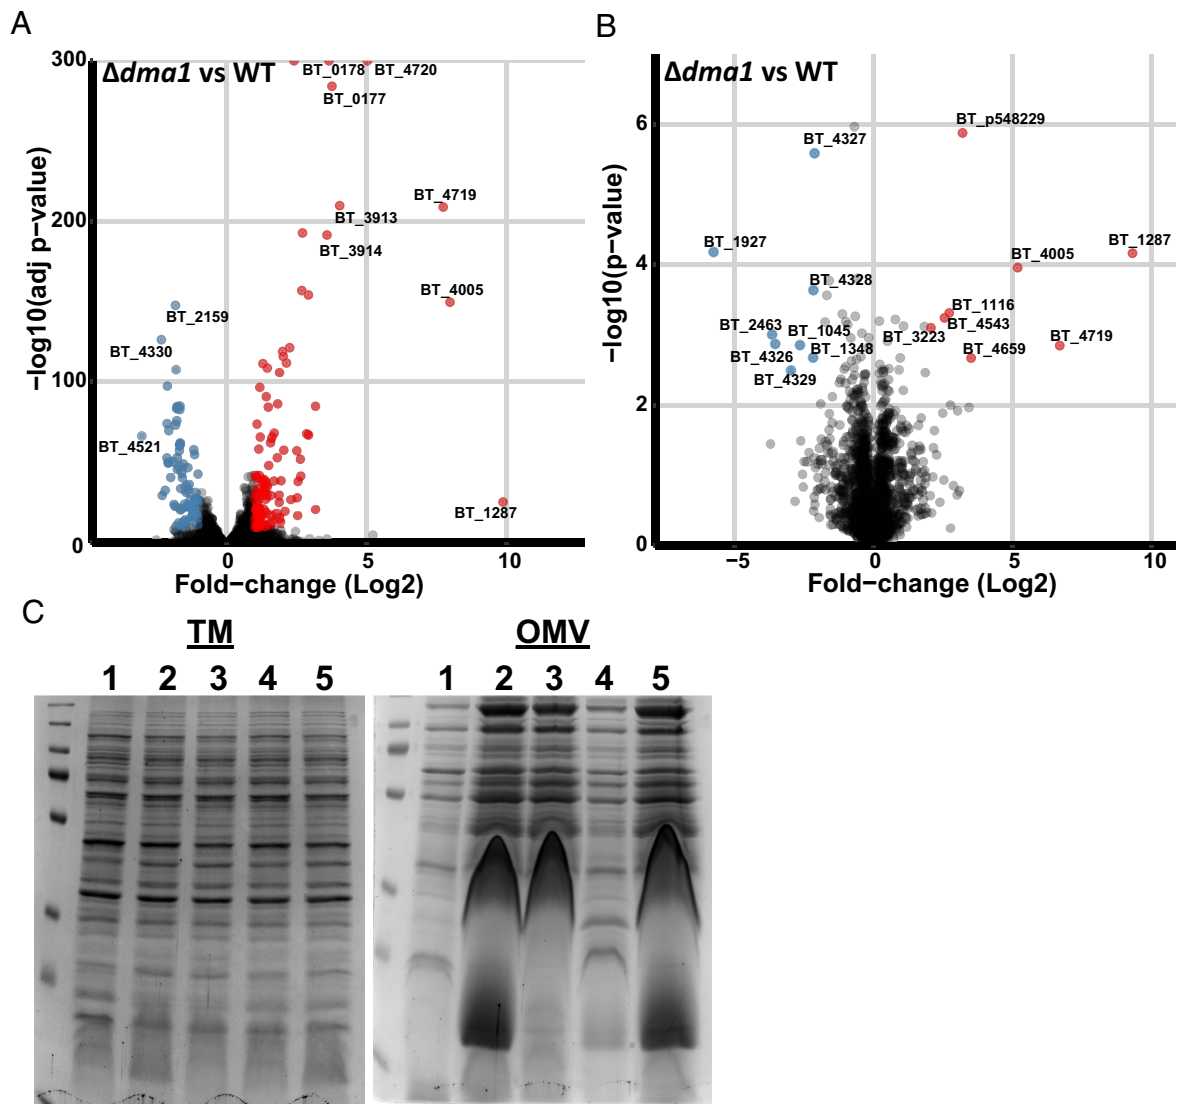 A
Δdma1 vs WT
−log10(adj p−value)
300
200
100
0
BT_0178 BT_4720
BT_0177
BT_4719
BT_3913
BT_3914
BT_4005
BT_2159
BT_4330
BT_4521
BT_1287
0 5 10
Fold−change (Log2)
B
Δdma1 vs WT
−log10(p−value)
6
4
2
0
BT_p548229
BT_4327
BT_1927
BT_1287
BT_4005
BT_4328
BT_1116
BT_2463 BT_1045 BT_4543
BT_3223 BT_4719
BT_4326 BT_1348 BT_4659
BT_4329
−5 0 5 10
Fold−change (Log2)
C
TM
1 2 3 4 5
OMV
1 2 3 4 5